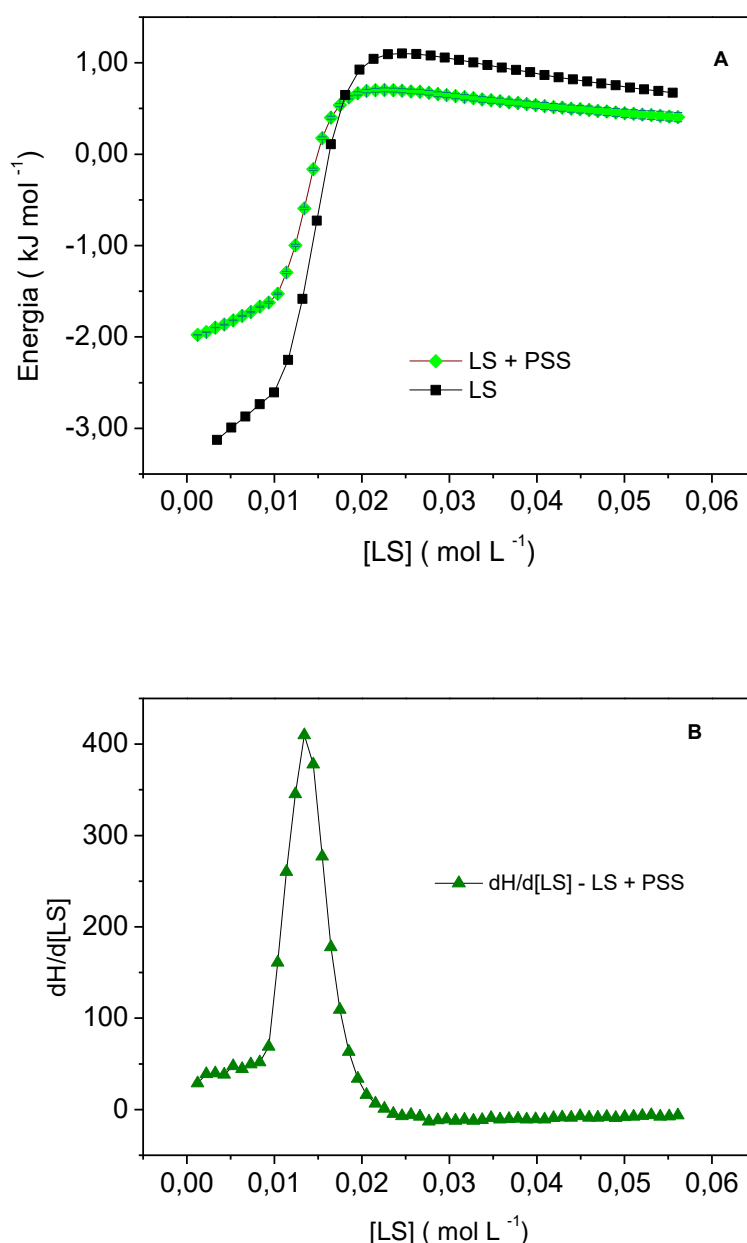 A
1,00
0,00
-1,00
-2,00
-3,00
Energia ( kJ mol -1)
LS + PSS
LS
0,00 0,01 0,02 0,03 0,04 0,05 0,06
[LS] ( mol L -1)
B
400
300
200
100
0
dH/d[LS]
dH/d[LS] - LS + PSS
0,00 0,01 0,02 0,03 0,04 0,05 0,06
[LS] ( mol L -1)